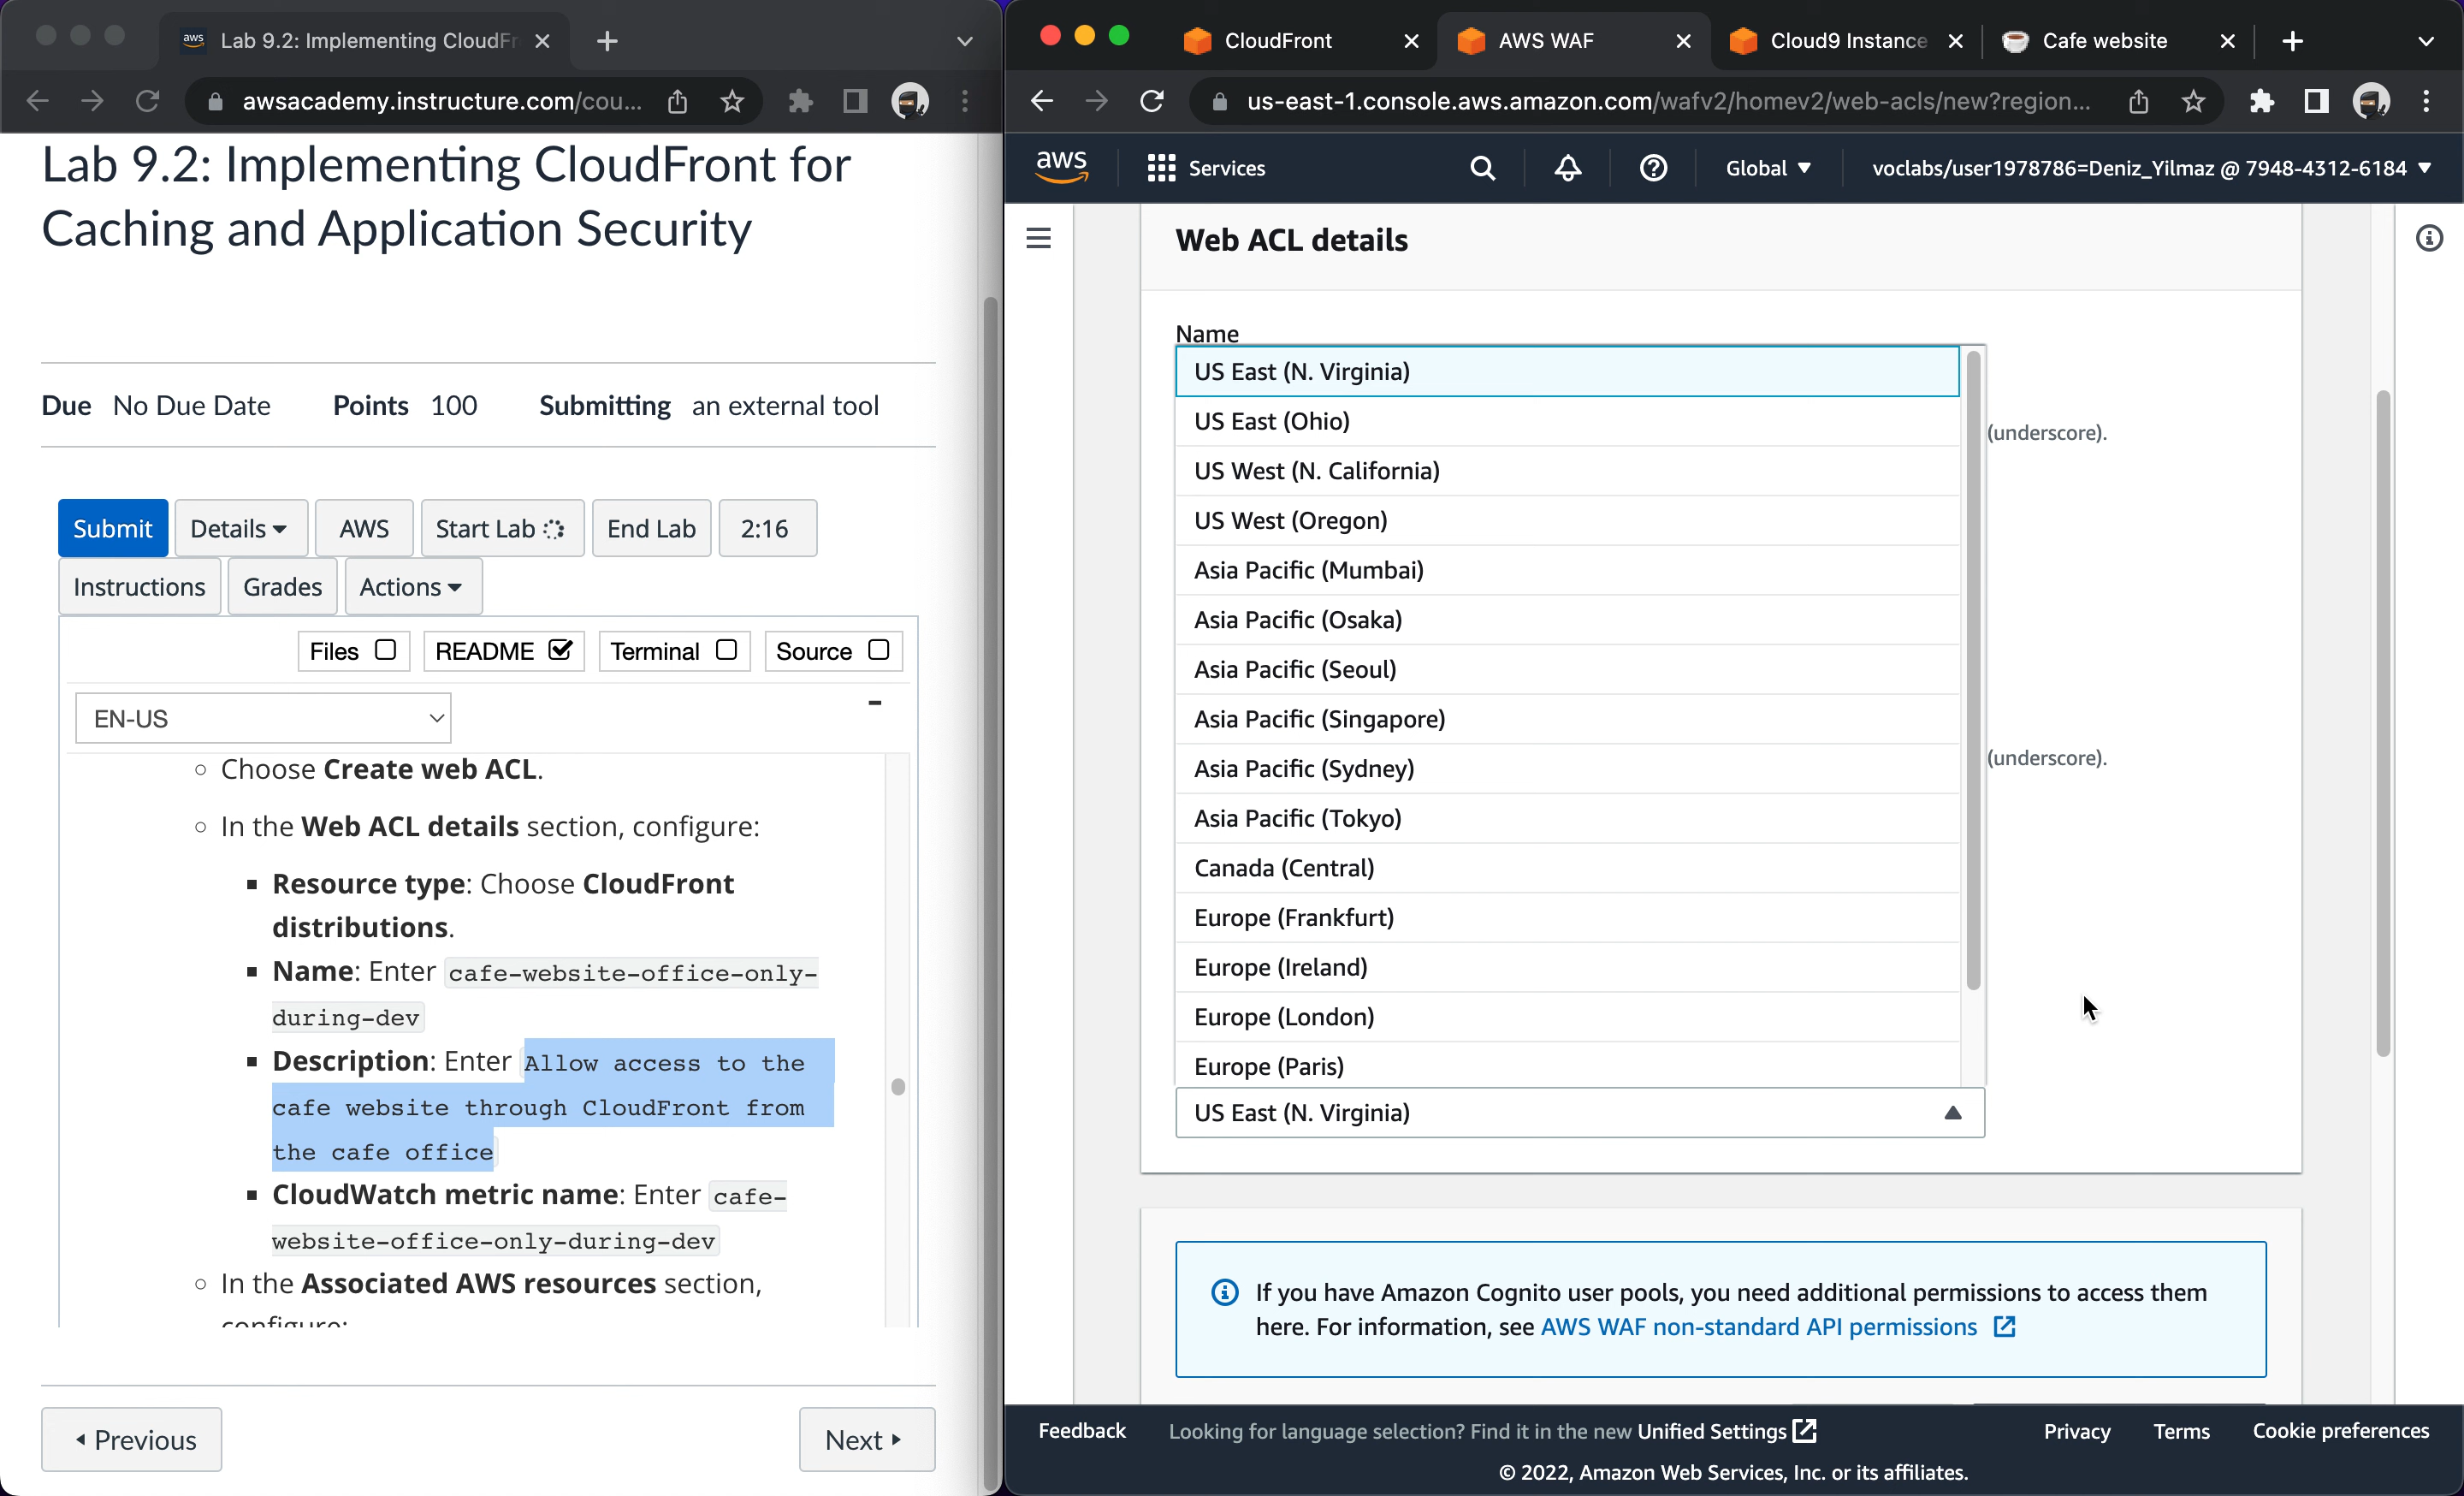 Lab 9.2: Implementing CloudFr
awsacademy.instructure.com/cou...
Lab 9.2: Implementing CloudFront for
Caching and Application Security
Due No Due Date Points 100 Submitting an external tool
Submit Details AWS Start Lab End Lab 2:16
Instructions Grades Actions
Files README Terminal Source
EN-US
Choose Create web ACL.
In the Web ACL details section, configure:
Resource type: Choose CloudFront
distributions.
Name: Enter cafe-website-office-only-
during-dev
Description: Enter Allow access to the
cafe website through CloudFront from
the cafe office
CloudWatch metric name: Enter cafe-
website-office-only-during-dev
In the Associated AWS resources section,
configure:
Previous Next
CloudFront AWS WAF Cloud9 Instance Cafe website
us-east-1.console.aws.amazon.com/wafv2/homev2/web-acls/new?region...
aws Services Global voclabs/user1978786=Deniz_Yilmaz @ 7948-4312-6184
Web ACL details
Name
US East (N. Virginia)
US East (Ohio)
(underscore).
US West (N. California)
US West (Oregon)
Asia Pacific (Mumbai)
Asia Pacific (Osaka)
Asia Pacific (Seoul)
Asia Pacific (Singapore)
(underscore).
Asia Pacific (Sydney)
Asia Pacific (Tokyo)
Canada (Central)
Europe (Frankfurt)
Europe (Ireland)
Europe (London)
Europe (Paris)
US East (N. Virginia)
If you have Amazon Cognito user pools, you need additional permissions to access them
here. For information, see AWS WAF non-standard API permissions
Feedback Looking for language selection? Find it in the new Unified Settings Privacy Terms Cookie preferences
© 2022, Amazon Web Services, Inc. or its affiliates.